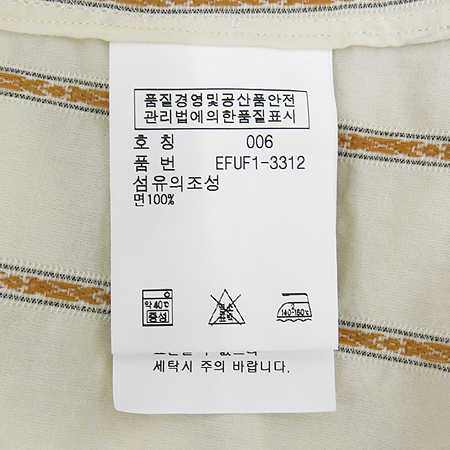 품질경영및공산품안전
관리법에의한품질표시
호 칭 006
품 번 EFUF1-3312
섬유의조성
면100%
약40℃
중성
140~160℃
세탁시 주의 바랍니다.